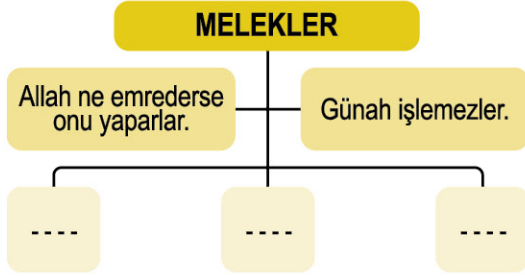 MELEKLER
Allah ne emrederse
onu yaparlar.
Günah işlemezler.
----
----
----